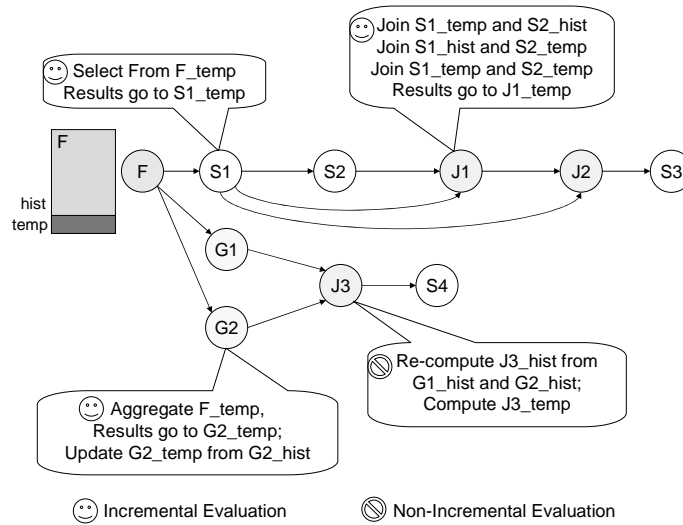 Select From F_temp
Results go to S1_temp
Join S1_temp and S2_hist
Join S1_hist and S2_temp
Join S1_temp and S2_temp
Results go to J1_temp
F
hist
temp
F
S1
S2
J1
J2
S3
G1
G2
J3
S4
Re-compute J3_hist from
G1_hist and G2_hist;
Compute J3_temp
Aggregate F_temp,
Results go to G2_temp;
Update G2_temp from G2_hist
Incremental Evaluation
Non-Incremental Evaluation